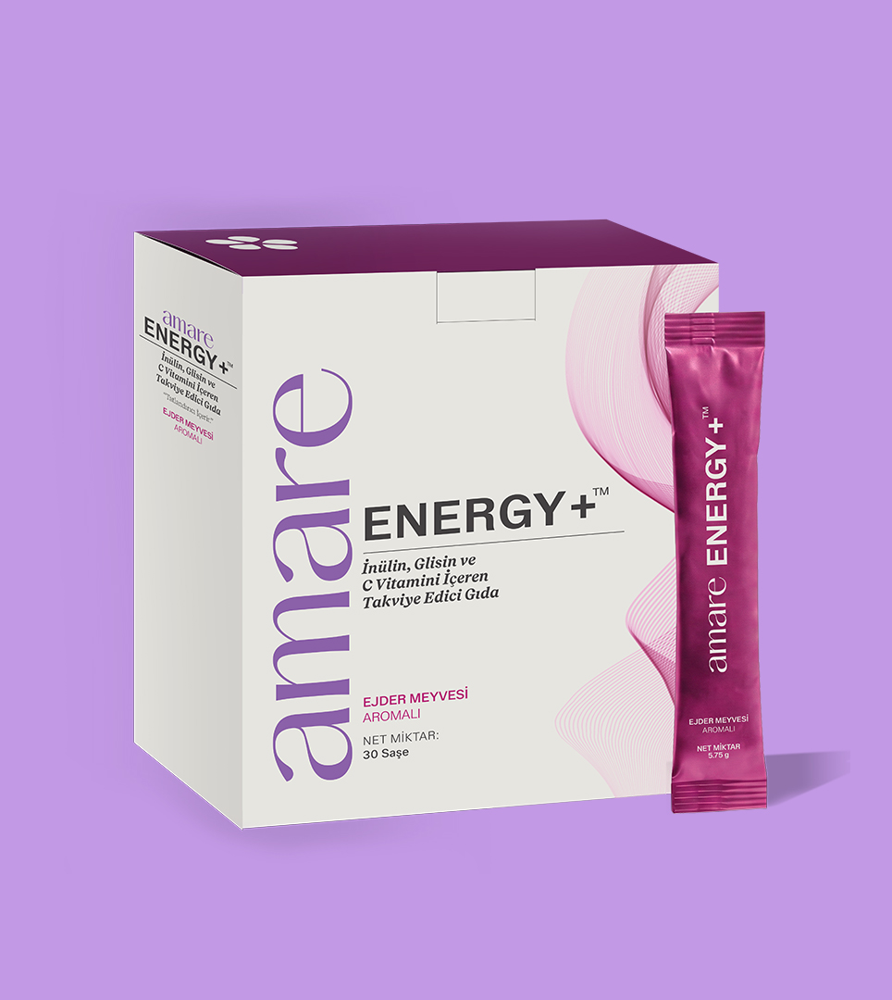 amare
ENERGY+™
İnülin, Glisin ve
C Vitamini İçeren
Takviye Edici Gıda
"Tatlandırıcı İçerir."
EJDER MEYVESİ
AROMALI
amare
ENERGY+™
İnülin, Glisin ve
C Vitamini İçeren
Takviye Edici Gıda
EJDER MEYVESİ
AROMALI
NET MİKTAR:
30 Saşe
amare ENERGY+™
EJDER MEYVESİ
AROMALI
NET MİKTAR
5.75 g